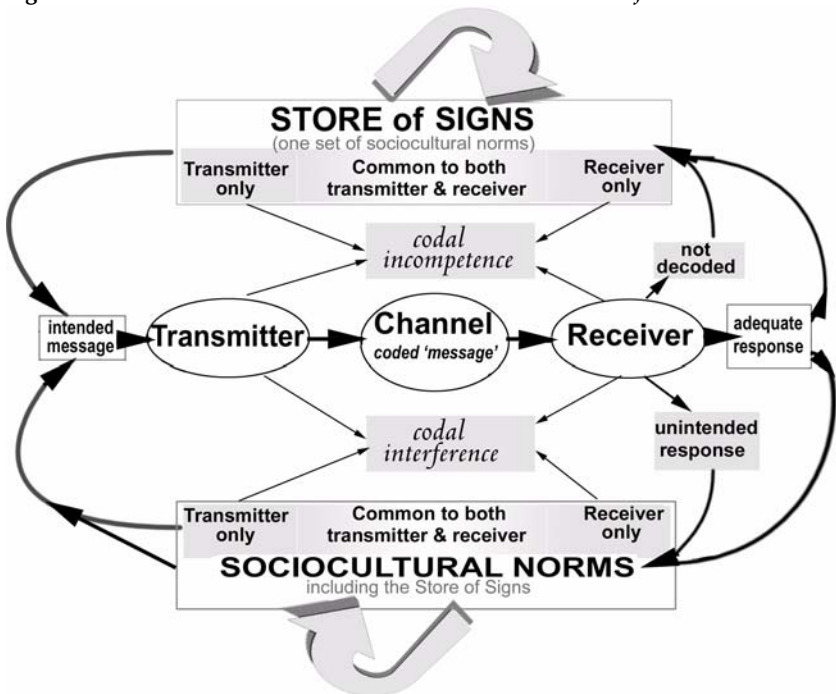 STORE of SIGNS
(one set of sociocultural norms)
Transmitter only
Common to both transmitter & receiver
Receiver only
codal
incompetence
not
decoded
intended
message
Transmitter
Channel
coded 'message'
Receiver
adequate
response
codal
interference
unintended
response
Transmitter only
Common to both transmitter & receiver
Receiver only
SOCIOCULTURAL NORMS
including the Store of Signs